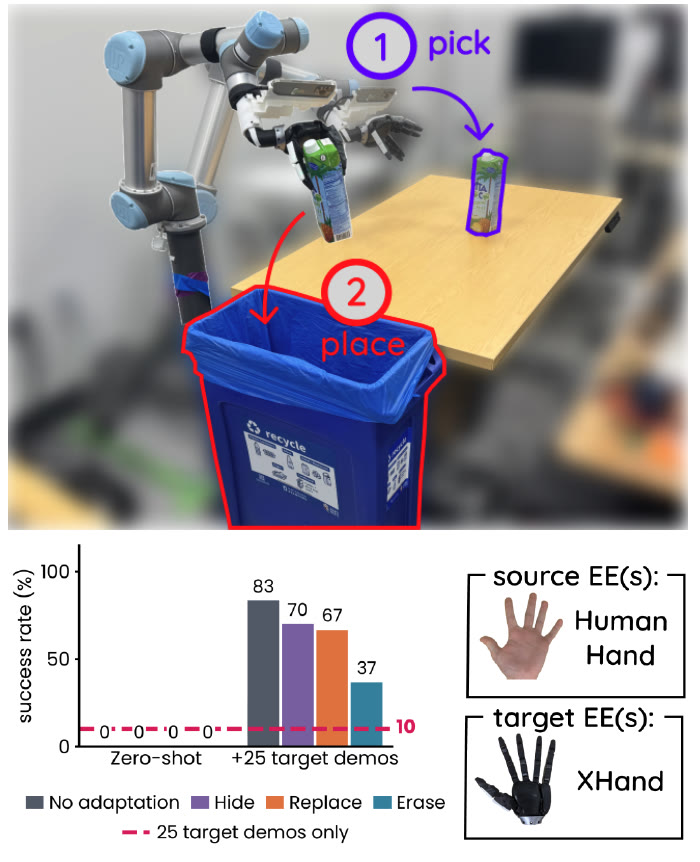 1 pick
2
place
recycle
success rate (%)
100
50
0
83
70
67
37
0 0 0 0
10
Zero-shot
+25 target demos
No adaptation
Hide
Replace
Erase
25 target demos only
source EE(s):
Human
Hand
target EE(s):
XHand